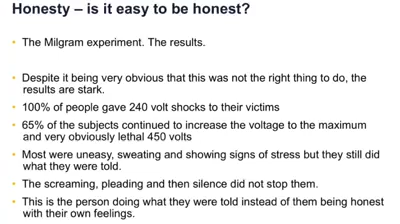 Honesty – is it easy to be honest?
• The Milgram experiment. The results.
• Despite it being very obvious that this was not the right thing to do, the
results are stark.
• 100% of people gave 240 volt shocks to their victims
• 65% of the subjects continued to increase the voltage to the maximum
and very obviously lethal 450 volts
• Most were uneasy, sweating and showing signs of stress but they still did
what they were told.
• The screaming, pleading and then silence did not stop them.
• This is the person doing what they were told instead of them being honest
with their own feelings.